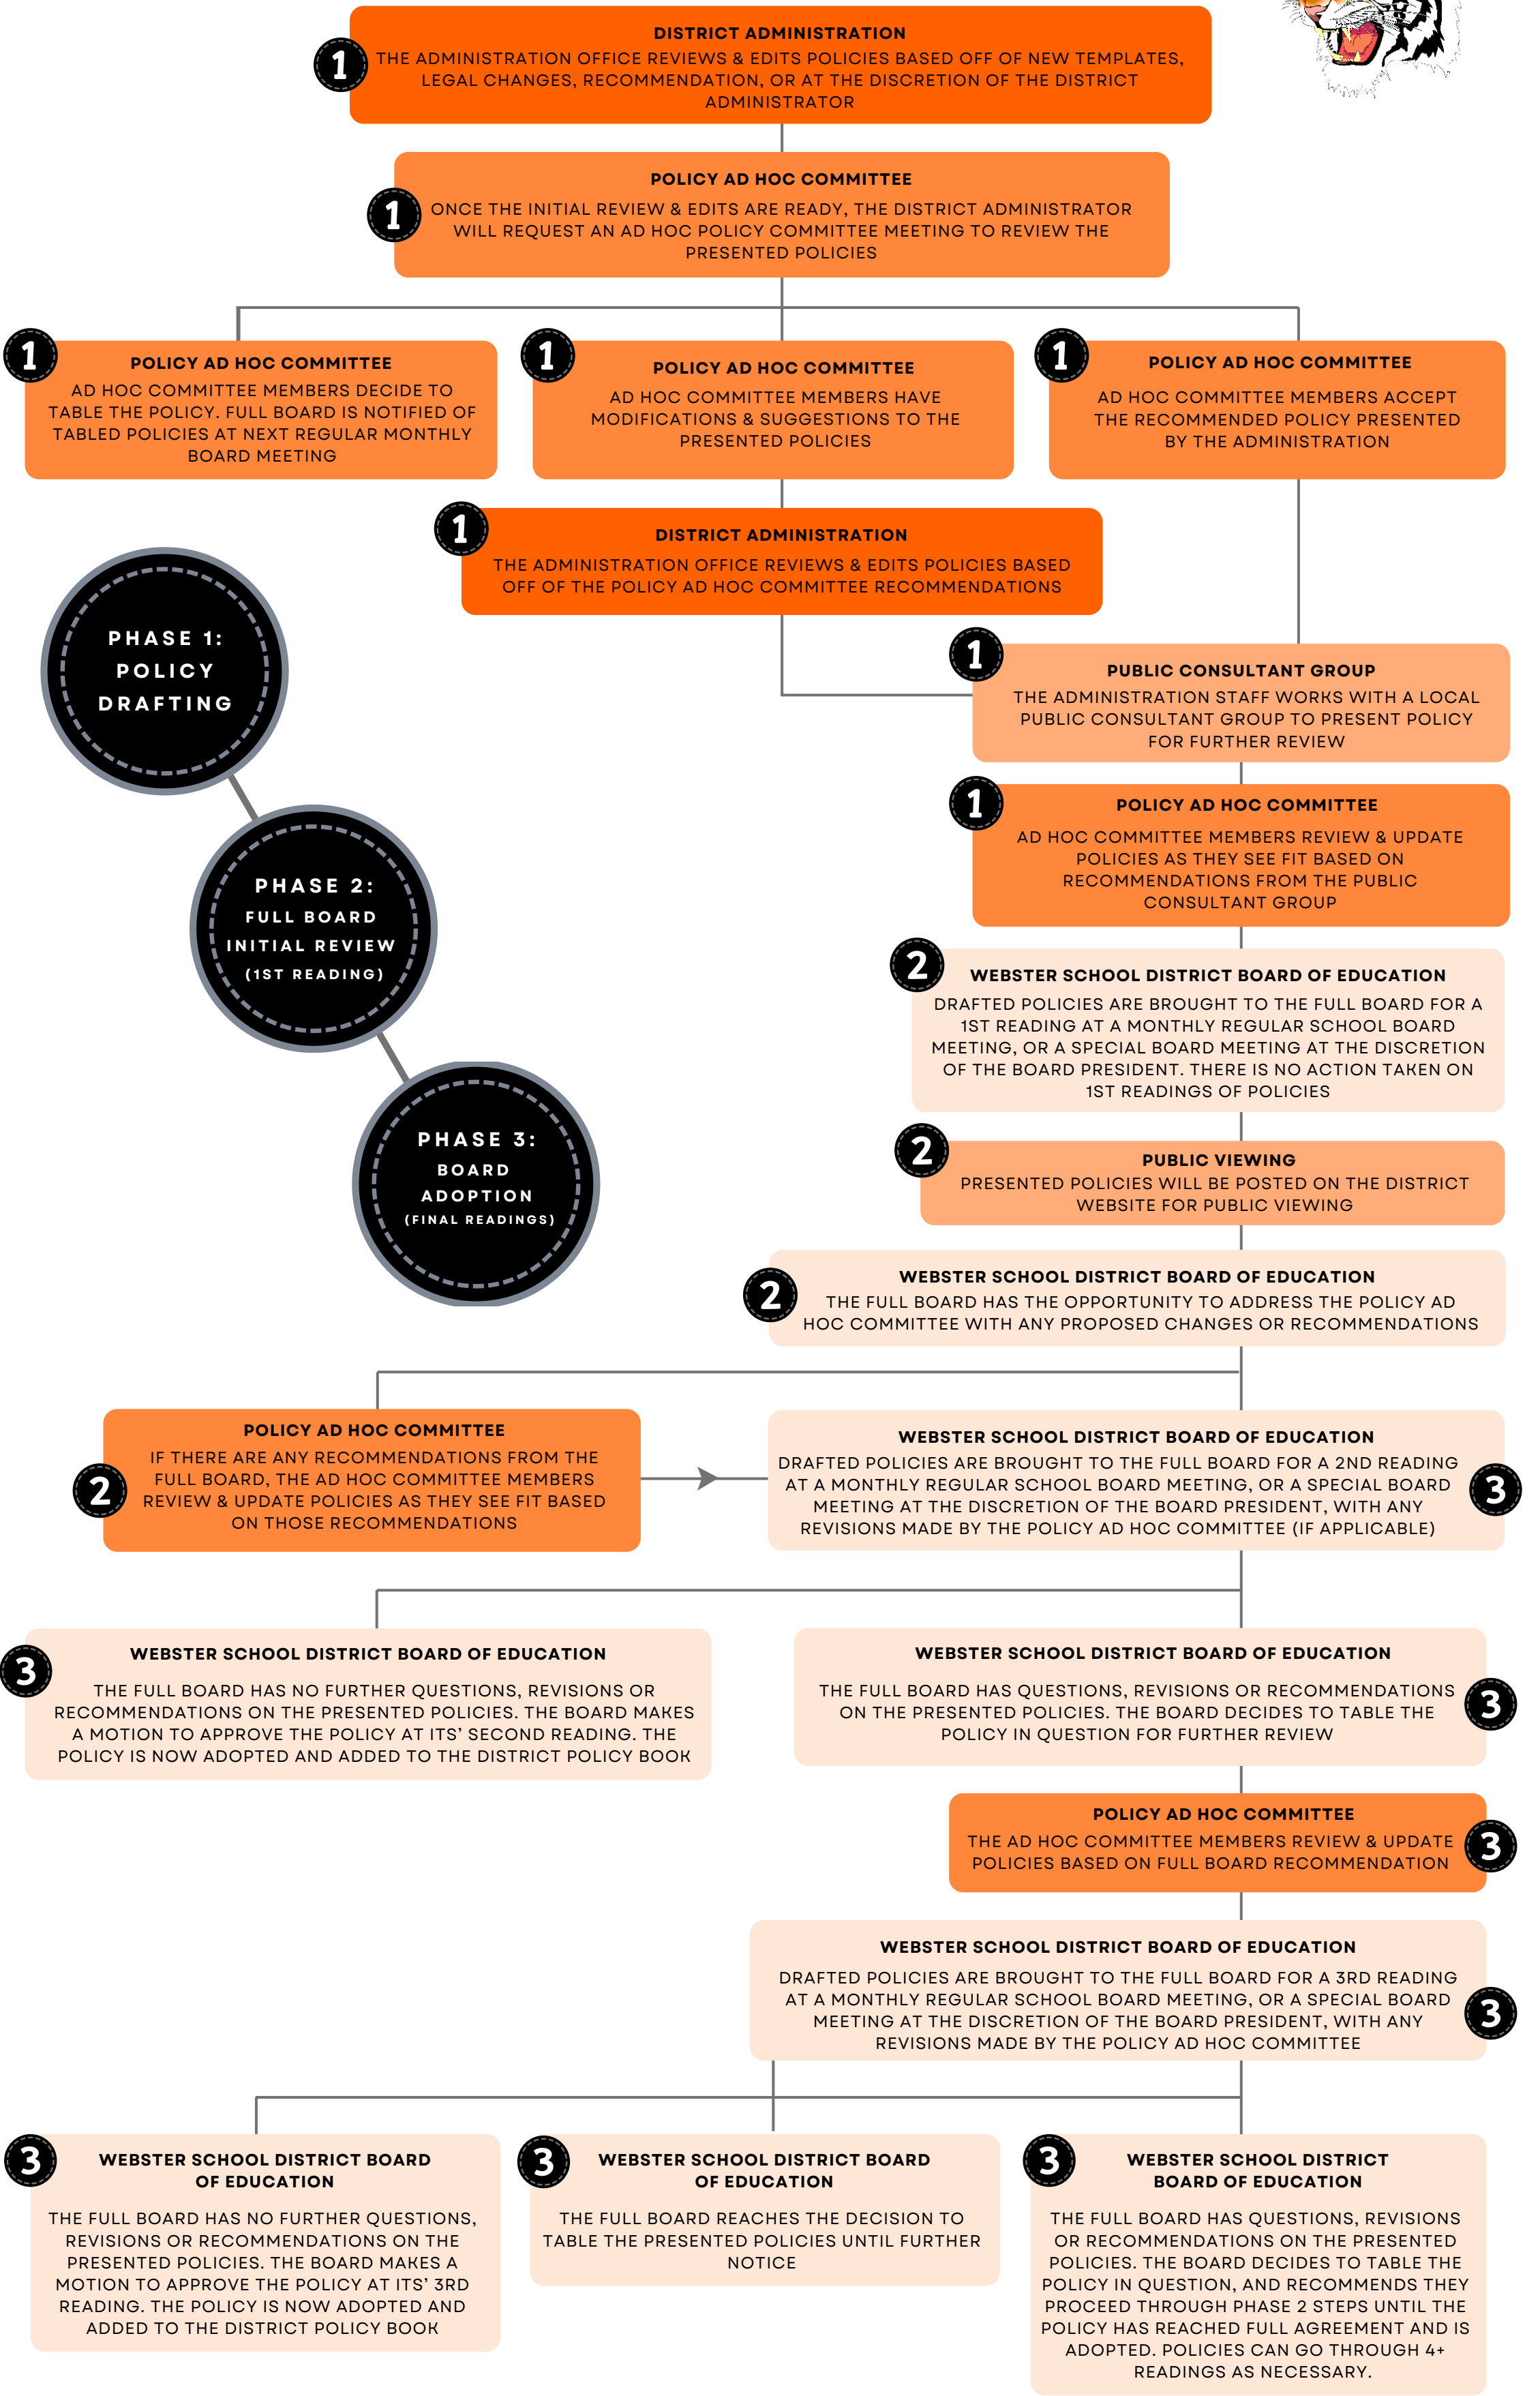 DISTRICT ADMINISTRATION
1
THE ADMINISTRATION OFFICE REVIEWS & EDITS POLICIES BASED OFF OF NEW TEMPLATES,
LEGAL CHANGES, RECOMMENDATION, OR AT THE DISCRETION OF THE DISTRICT
ADMINISTRATOR
POLICY AD HOC COMMITTEE
1
ONCE THE INITIAL REVIEW & EDITS ARE READY, THE DISTRICT ADMINISTRATOR
WILL REQUEST AN AD HOC POLICY COMMITTEE MEETING TO REVIEW THE
PRESENTED POLICIES
1
POLICY AD HOC COMMITTEE
AD HOC COMMITTEE MEMBERS DECIDE TO
TABLE THE POLICY. FULL BOARD IS NOTIFIED OF
TABLED POLICIES AT NEXT REGULAR MONTHLY
BOARD MEETING
1
POLICY AD HOC COMMITTEE
AD HOC COMMITTEE MEMBERS HAVE
MODIFICATIONS & SUGGESTIONS TO THE
PRESENTED POLICIES
1
POLICY AD HOC COMMITTEE
AD HOC COMMITTEE MEMBERS ACCEPT
THE RECOMMENDED POLICY PRESENTED
BY THE ADMINISTRATION
1
DISTRICT ADMINISTRATION
THE ADMINISTRATION OFFICE REVIEWS & EDITS POLICIES BASED
OFF OF THE POLICY AD HOC COMMITTEE RECOMMENDATIONS
PHASE 1:
POLICY
DRAFTING
PHASE 2:
FULL BOARD
INITIAL REVIEW
(1ST READING)
PHASE 3:
BOARD
ADOPTION
(FINAL READINGS)
1
PUBLIC CONSULTANT GROUP
THE ADMINISTRATION STAFF WORKS WITH A LOCAL
PUBLIC CONSULTANT GROUP TO PRESENT POLICY
FOR FURTHER REVIEW
1
POLICY AD HOC COMMITTEE
AD HOC COMMITTEE MEMBERS REVIEW & UPDATE
POLICIES AS THEY SEE FIT BASED ON
RECOMMENDATIONS FROM THE PUBLIC
CONSULTANT GROUP
2
WEBSTER SCHOOL DISTRICT BOARD OF EDUCATION
DRAFTED POLICIES ARE BROUGHT TO THE FULL BOARD FOR A
1ST READING AT A MONTHLY REGULAR SCHOOL BOARD
MEETING, OR A SPECIAL BOARD MEETING AT THE DISCRETION
OF THE BOARD PRESIDENT. THERE IS NO ACTION TAKEN ON
1ST READINGS OF POLICIES
2
PUBLIC VIEWING
PRESENTED POLICIES WILL BE POSTED ON THE DISTRICT
WEBSITE FOR PUBLIC VIEWING
2
WEBSTER SCHOOL DISTRICT BOARD OF EDUCATION
THE FULL BOARD HAS THE OPPORTUNITY TO ADDRESS THE POLICY AD
HOC COMMITTEE WITH ANY PROPOSED CHANGES OR RECOMMENDATIONS
POLICY AD HOC COMMITTEE
IF THERE ARE ANY RECOMMENDATIONS FROM THE
FULL BOARD, THE AD HOC COMMITTEE MEMBERS
2
REVIEW & UPDATE POLICIES AS THEY SEE FIT BASED
ON THOSE RECOMMENDATIONS
WEBSTER SCHOOL DISTRICT BOARD OF EDUCATION
DRAFTED POLICIES ARE BROUGHT TO THE FULL BOARD FOR A 2ND READING
AT A MONTHLY REGULAR SCHOOL BOARD MEETING, OR A SPECIAL BOARD
3
MEETING AT THE DISCRETION OF THE BOARD PRESIDENT, WITH ANY
REVISIONS MADE BY THE POLICY AD HOC COMMITTEE (IF APPLICABLE)
3
WEBSTER SCHOOL DISTRICT BOARD OF EDUCATION
THE FULL BOARD HAS NO FURTHER QUESTIONS, REVISIONS OR
RECOMMENDATIONS ON THE PRESENTED POLICIES. THE BOARD MAKES
A MOTION TO APPROVE THE POLICY AT ITS’ SECOND READING. THE
POLICY IS NOW ADOPTED AND ADDED TO THE DISTRICT POLICY BOOK
WEBSTER SCHOOL DISTRICT BOARD OF EDUCATION
THE FULL BOARD HAS QUESTIONS, REVISIONS OR RECOMMENDATIONS
3
ON THE PRESENTED POLICIES. THE BOARD DECIDES TO TABLE THE
POLICY IN QUESTION FOR FURTHER REVIEW
POLICY AD HOC COMMITTEE
3
THE AD HOC COMMITTEE MEMBERS REVIEW & UPDATE
POLICIES BASED ON FULL BOARD RECOMMENDATION
WEBSTER SCHOOL DISTRICT BOARD OF EDUCATION
DRAFTED POLICIES ARE BROUGHT TO THE FULL BOARD FOR A 3RD READING
AT A MONTHLY REGULAR SCHOOL BOARD MEETING, OR A SPECIAL BOARD
3
MEETING AT THE DISCRETION OF THE BOARD PRESIDENT, WITH ANY
REVISIONS MADE BY THE POLICY AD HOC COMMITTEE
3
WEBSTER SCHOOL DISTRICT BOARD
OF EDUCATION
THE FULL BOARD HAS NO FURTHER QUESTIONS,
REVISIONS OR RECOMMENDATIONS ON THE
PRESENTED POLICIES. THE BOARD MAKES A
MOTION TO APPROVE THE POLICY AT ITS’ 3RD
READING. THE POLICY IS NOW ADOPTED AND
ADDED TO THE DISTRICT POLICY BOOK
3
WEBSTER SCHOOL DISTRICT BOARD
OF EDUCATION
THE FULL BOARD REACHES THE DECISION TO
TABLE THE PRESENTED POLICIES UNTIL FURTHER
NOTICE
3
WEBSTER SCHOOL DISTRICT
BOARD OF EDUCATION
THE FULL BOARD HAS QUESTIONS, REVISIONS
OR RECOMMENDATIONS ON THE PRESENTED
POLICIES. THE BOARD DECIDES TO TABLE THE
POLICY IN QUESTION, AND RECOMMENDS THEY
PROCEED THROUGH PHASE 2 STEPS UNTIL THE
POLICY HAS REACHED FULL AGREEMENT AND IS
ADOPTED. POLICIES CAN GO THROUGH 4+
READINGS AS NECESSARY.